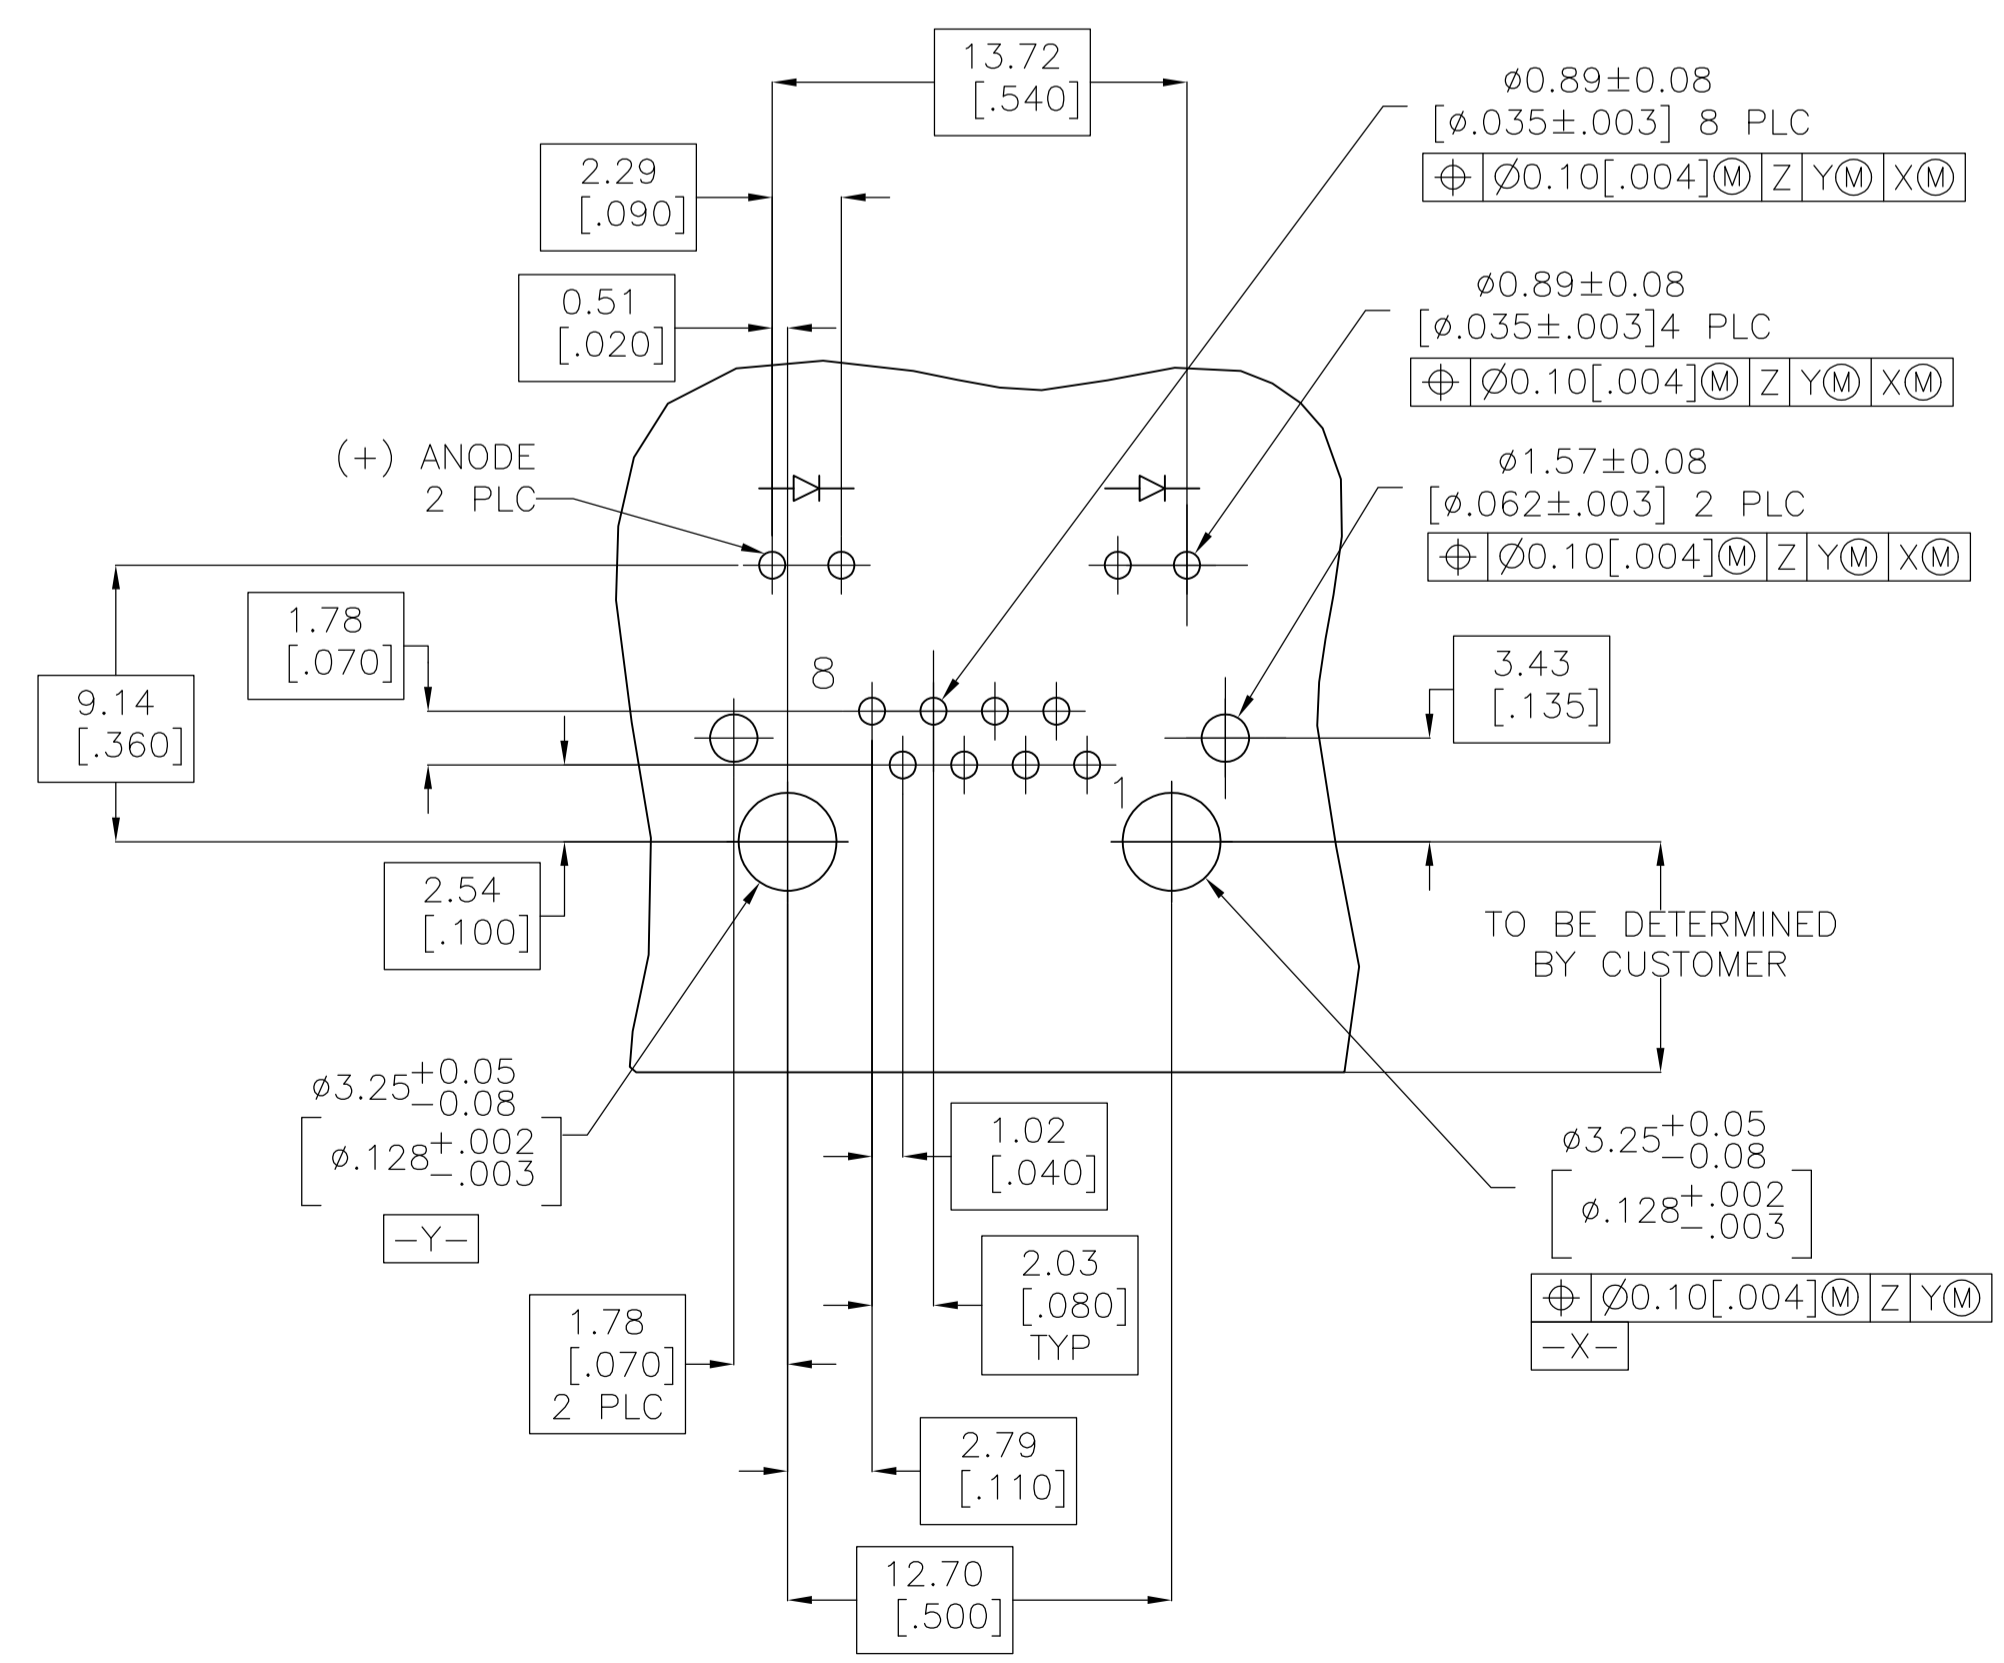 13.72
[.540]
ø0.89±0.08
[ø.035±.003] 8 PLC
⌖ Ø0.10[.004]Ⓜ Z YⓂ XⓂ
2.29
[.090]
0.51
[.020]
ø0.89±0.08
[ø.035±.003]4 PLC
⌖ Ø0.10[.004]Ⓜ Z YⓂ XⓂ
(+) ANODE
2 PLC
ø1.57±0.08
[ø.062±.003] 2 PLC
⌖ Ø0.10[.004]Ⓜ Z YⓂ XⓂ
1.78
[.070]
8
3.43
[.135]
9.14
[.360]
1
2.54
[.100]
TO BE DETERMINED
BY CUSTOMER
ø3.25+0.05
−0.08
[ø.128+.002
−.003]
−Y−
1.02
[.040]
ø3.25+0.05
−0.08
[ø.128+.002
−.003]
⌖ Ø0.10[.004]Ⓜ Z YⓂ
−X−
2.03
[.080]
TYP
1.78
[.070]
2 PLC
2.79
[.110]
12.70
[.500]